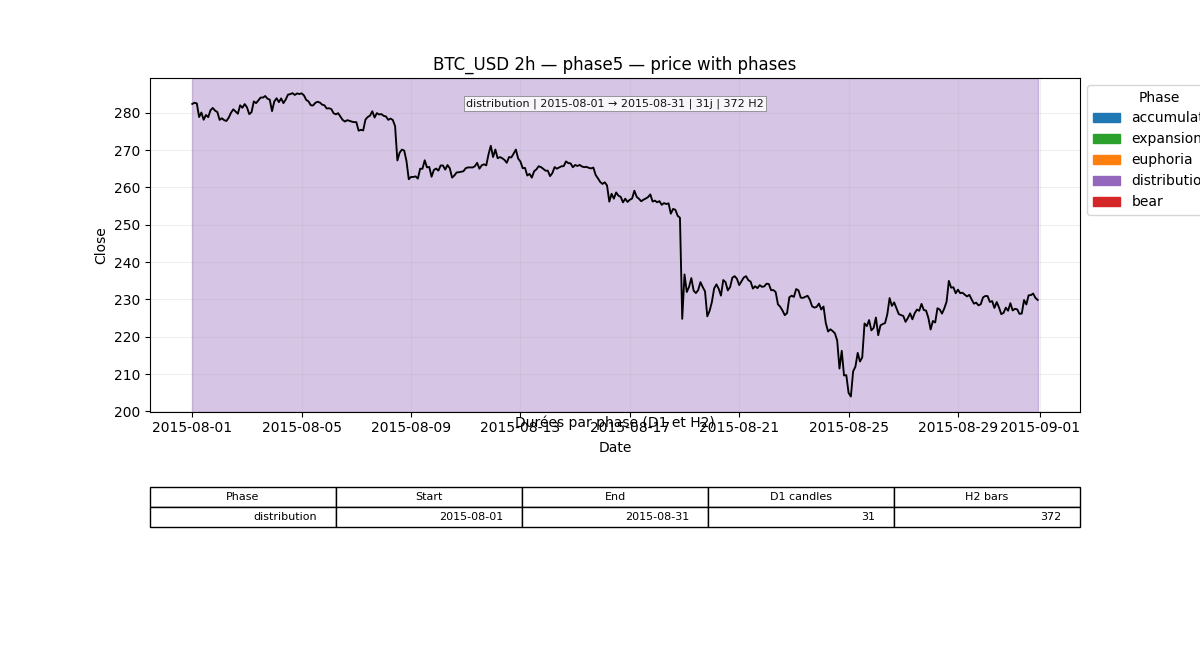 BTC_USD 2h — phase5 — price with phases
distribution | 2015-08-01 → 2015-08-31 | 31j | 372 H2
Phase
accumulat
expansion
euphoria
distributio
bear
Close
280
270
260
250
240
230
220
210
200
Durées par phase (D1 et H2)
2015-08-01 2015-08-05 2015-08-09 2015-08-13 2015-08-17 2015-08-21 2015-08-25 2015-08-29 2015-09-01
Date
Phase Start End D1 candles H2 bars
distribution 2015-08-01 2015-08-31 31 372